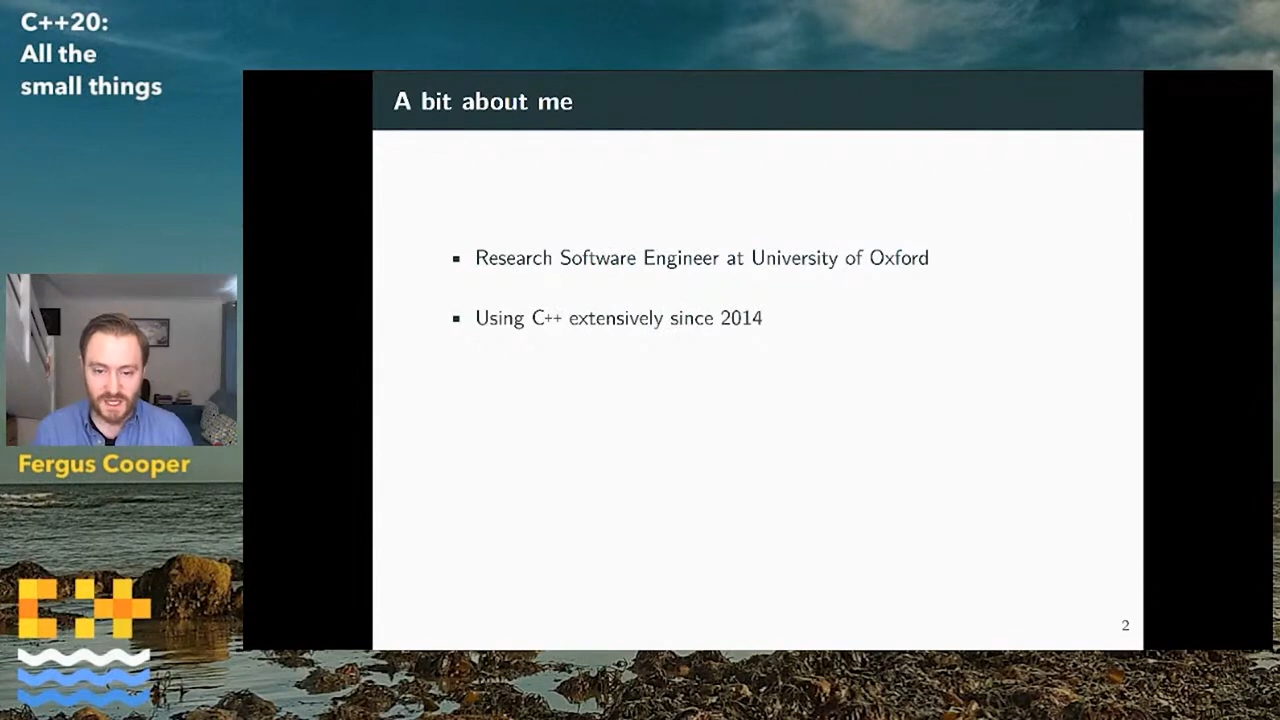 C++20:
All the
small things
A bit about me
Research Software Engineer at University of Oxford
Using C++ extensively since 2014
Fergus Cooper
2